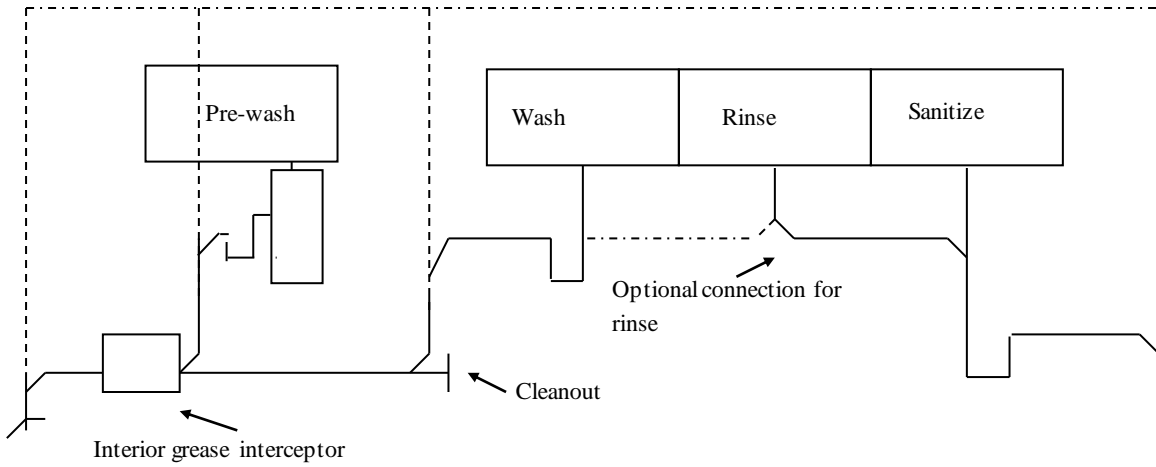 Pre-wash
Wash
Rinse
Sanitize
Optional connection for
rinse
Cleanout
Interior grease interceptor